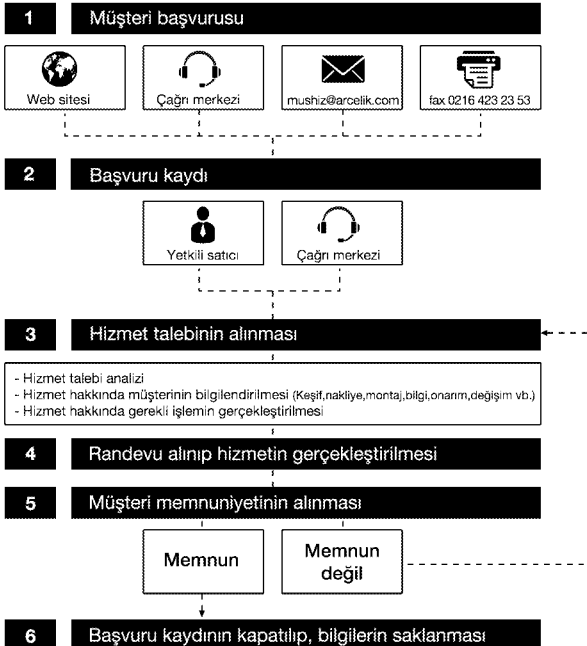 1 Müşteri başvurusu
Web sitesi
Çağrı merkezi
mushiz@arcelik.com
fax 0216 423 23 53
2 Başvuru kaydı
Yetkili satıcı
Çağrı merkezi
3 Hizmet talebinin alınması
- Hizmet talebi analizi
- Hizmet hakkında müşterinin bilgilendirilmesi (Keşif,nakliye,montaj,bilgi,onarım,değişim vb.)
- Hizmet hakkında gerekli işlemin gerçekleştirilmesi
4 Randevu alınıp hizmetin gerçekleştirilmesi
5 Müşteri memnuniyetinin alınması
Memnun
Memnun
değil
6 Başvuru kaydının kapatılıp, bilgilerin saklanması